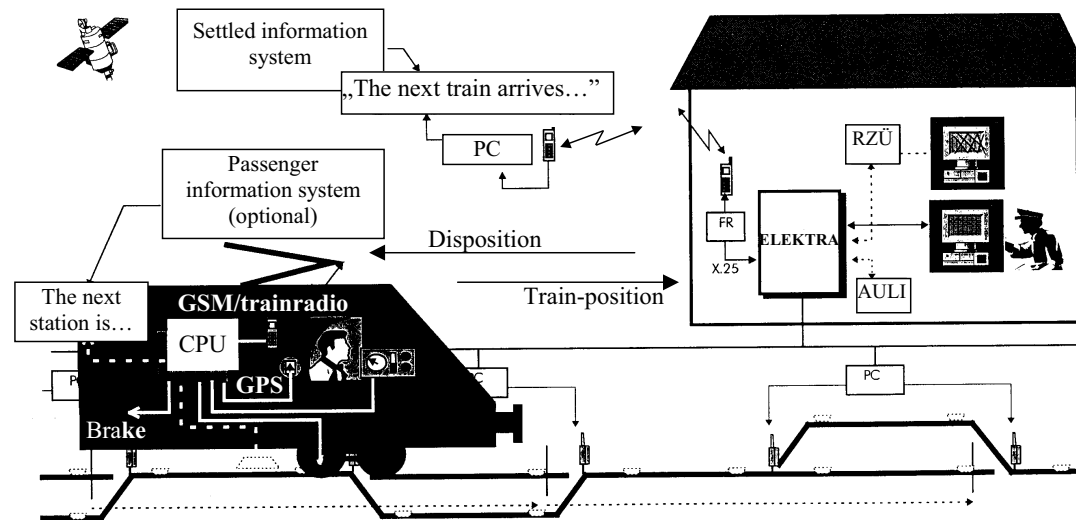 Settled information
system
„The next train arrives…”
PC
Passenger
information system
(optional)
The next
station is…
GSM/trainradio
CPU
GPS
Brake
Disposition
Train-position
RZÜ
FR
ELEKTRA
X.25
AULI
PC